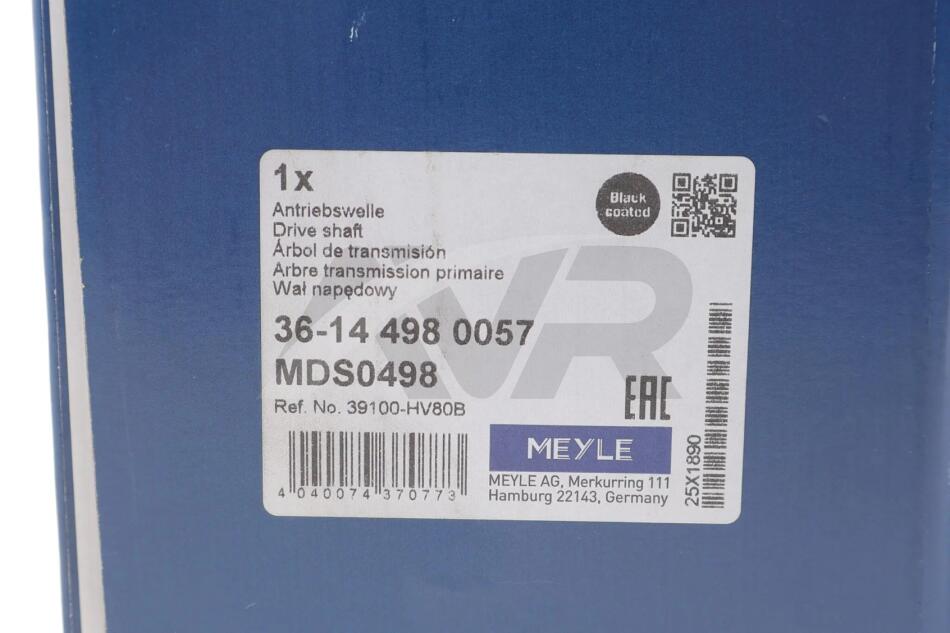 1x
Antriebswelle
Drive shaft
Árbol de transmisión
Arbre transmission primaire
Wał napędowy
Black
coated
36-14 498 0057
MDS0498
Ref. No. 39100-HV80B
4 040074 370773
EAC
MEYLE
MEYLE AG, Merkurring 111
Hamburg 22143, Germany
25X1890
VR